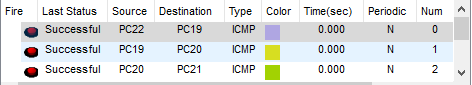 Fire Last Status Source Destination Type Color Time(sec) Periodic Num
Successful PC22 PC19 ICMP 0.000 N 0
Successful PC19 PC20 ICMP 0.000 N 1
Successful PC20 PC21 ICMP 0.000 N 2